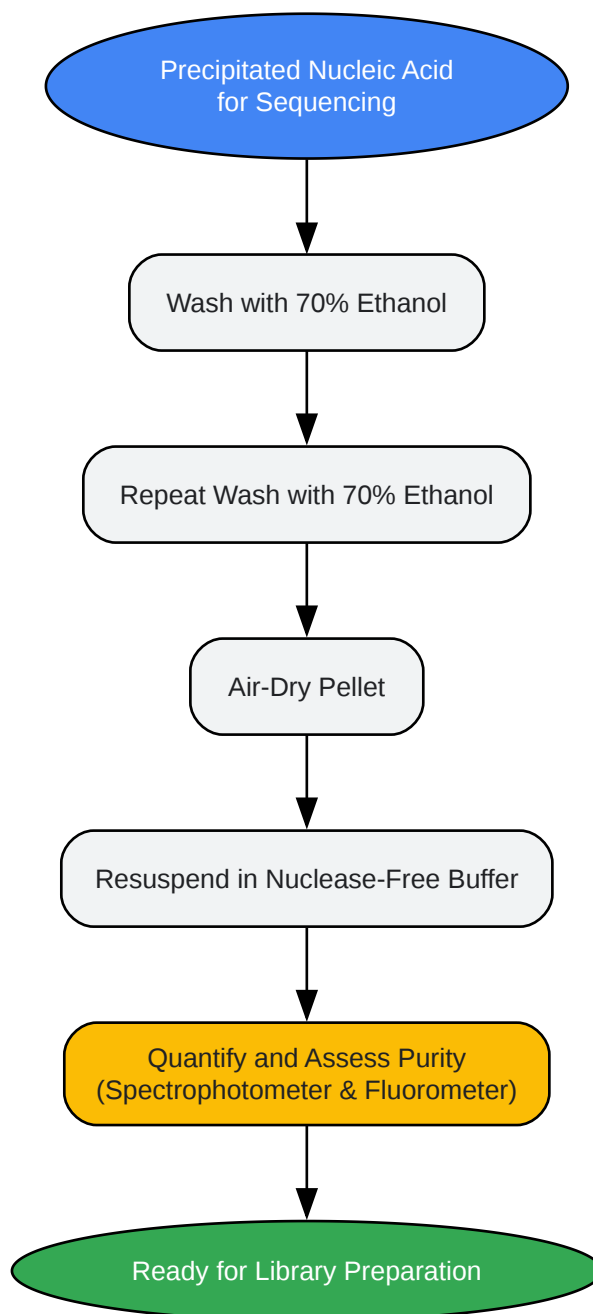 Precipitated Nucleic Acid
for Sequencing
Wash with 70% Ethanol
Repeat Wash with 70% Ethanol
Air-Dry Pellet
Resuspend in Nuclease-Free Buffer
Quantify and Assess Purity
(Spectrophotometer & Fluorometer)
Ready for Library Preparation